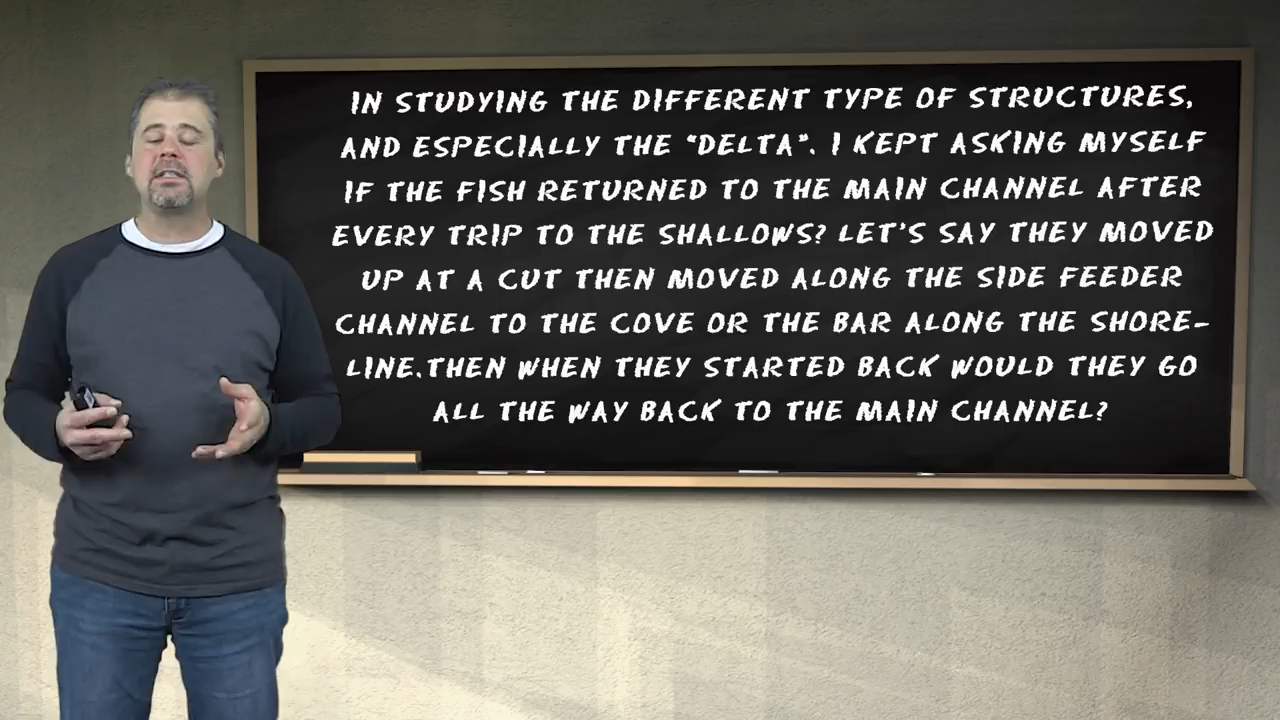 IN STUDYING THE DIFFERENT TYPE OF STRUCTURES,
AND ESPECIALLY THE "DELTA". I KEPT ASKING MYSELF
IF THE FISH RETURNED TO THE MAIN CHANNEL AFTER
EVERY TRIP TO THE SHALLOWS? LET'S SAY THEY MOVED
UP AT A CUT THEN MOVED ALONG THE SIDE FEEDER
CHANNEL TO THE COVE OR THE BAR ALONG THE SHORE-
LINE.THEN WHEN THEY STARTED BACK WOULD THEY GO
ALL THE WAY BACK TO THE MAIN CHANNEL?